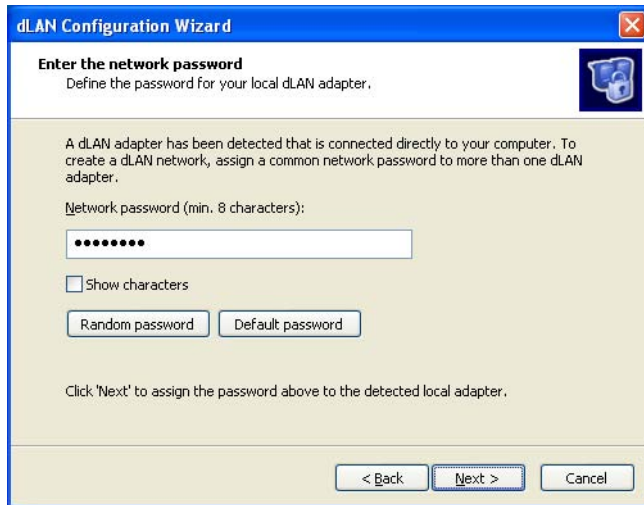 dLAN Configuration Wizard
Enter the network password
Define the password for your local dLAN adapter.
A dLAN adapter has been detected that is connected directly to your computer. To
create a dLAN network, assign a common network password to more than one dLAN
adapter.
Network password (min. 8 characters):
••••••••
Show characters
Random password Default password
Click 'Next' to assign the password above to the detected local adapter.
< Back Next > Cancel